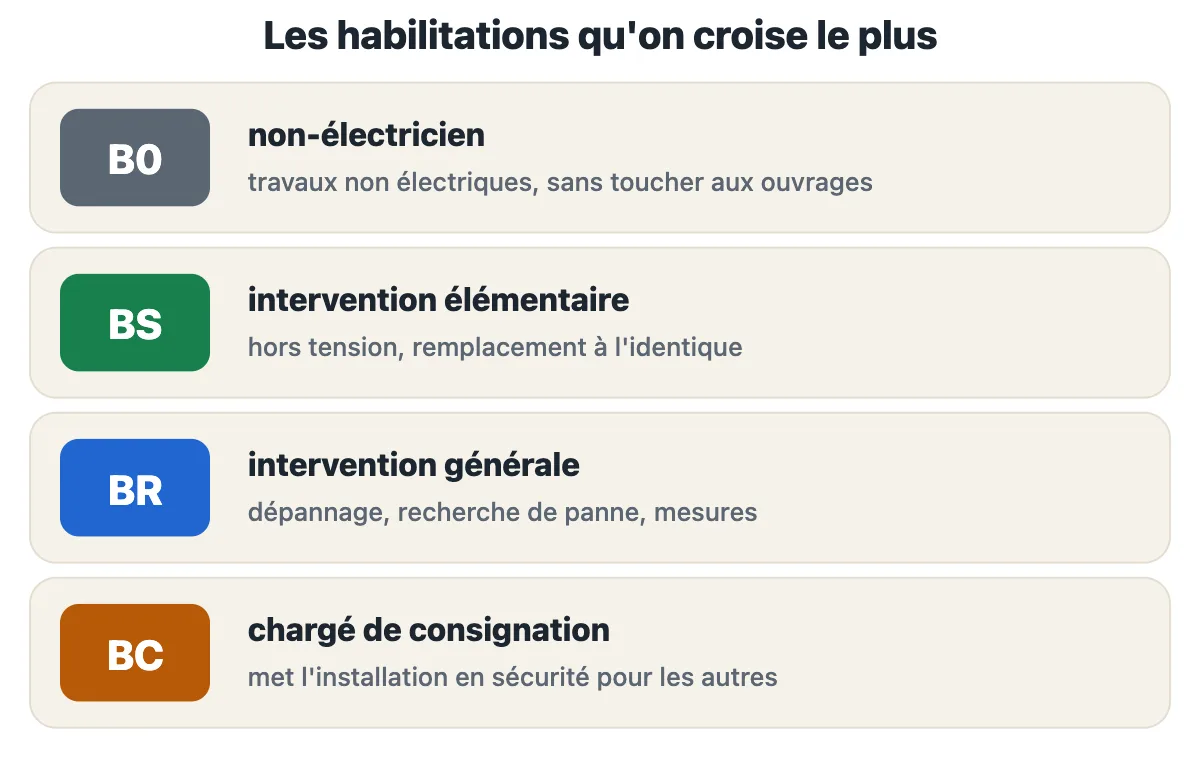 Les habilitations qu'on croise le plus
B0
non-électricien
travaux non électriques, sans toucher aux ouvrages
BS
intervention élémentaire
hors tension, remplacement à l'identique
BR
intervention générale
dépannage, recherche de panne, mesures
BC
chargé de consignation
met l'installation en sécurité pour les autres